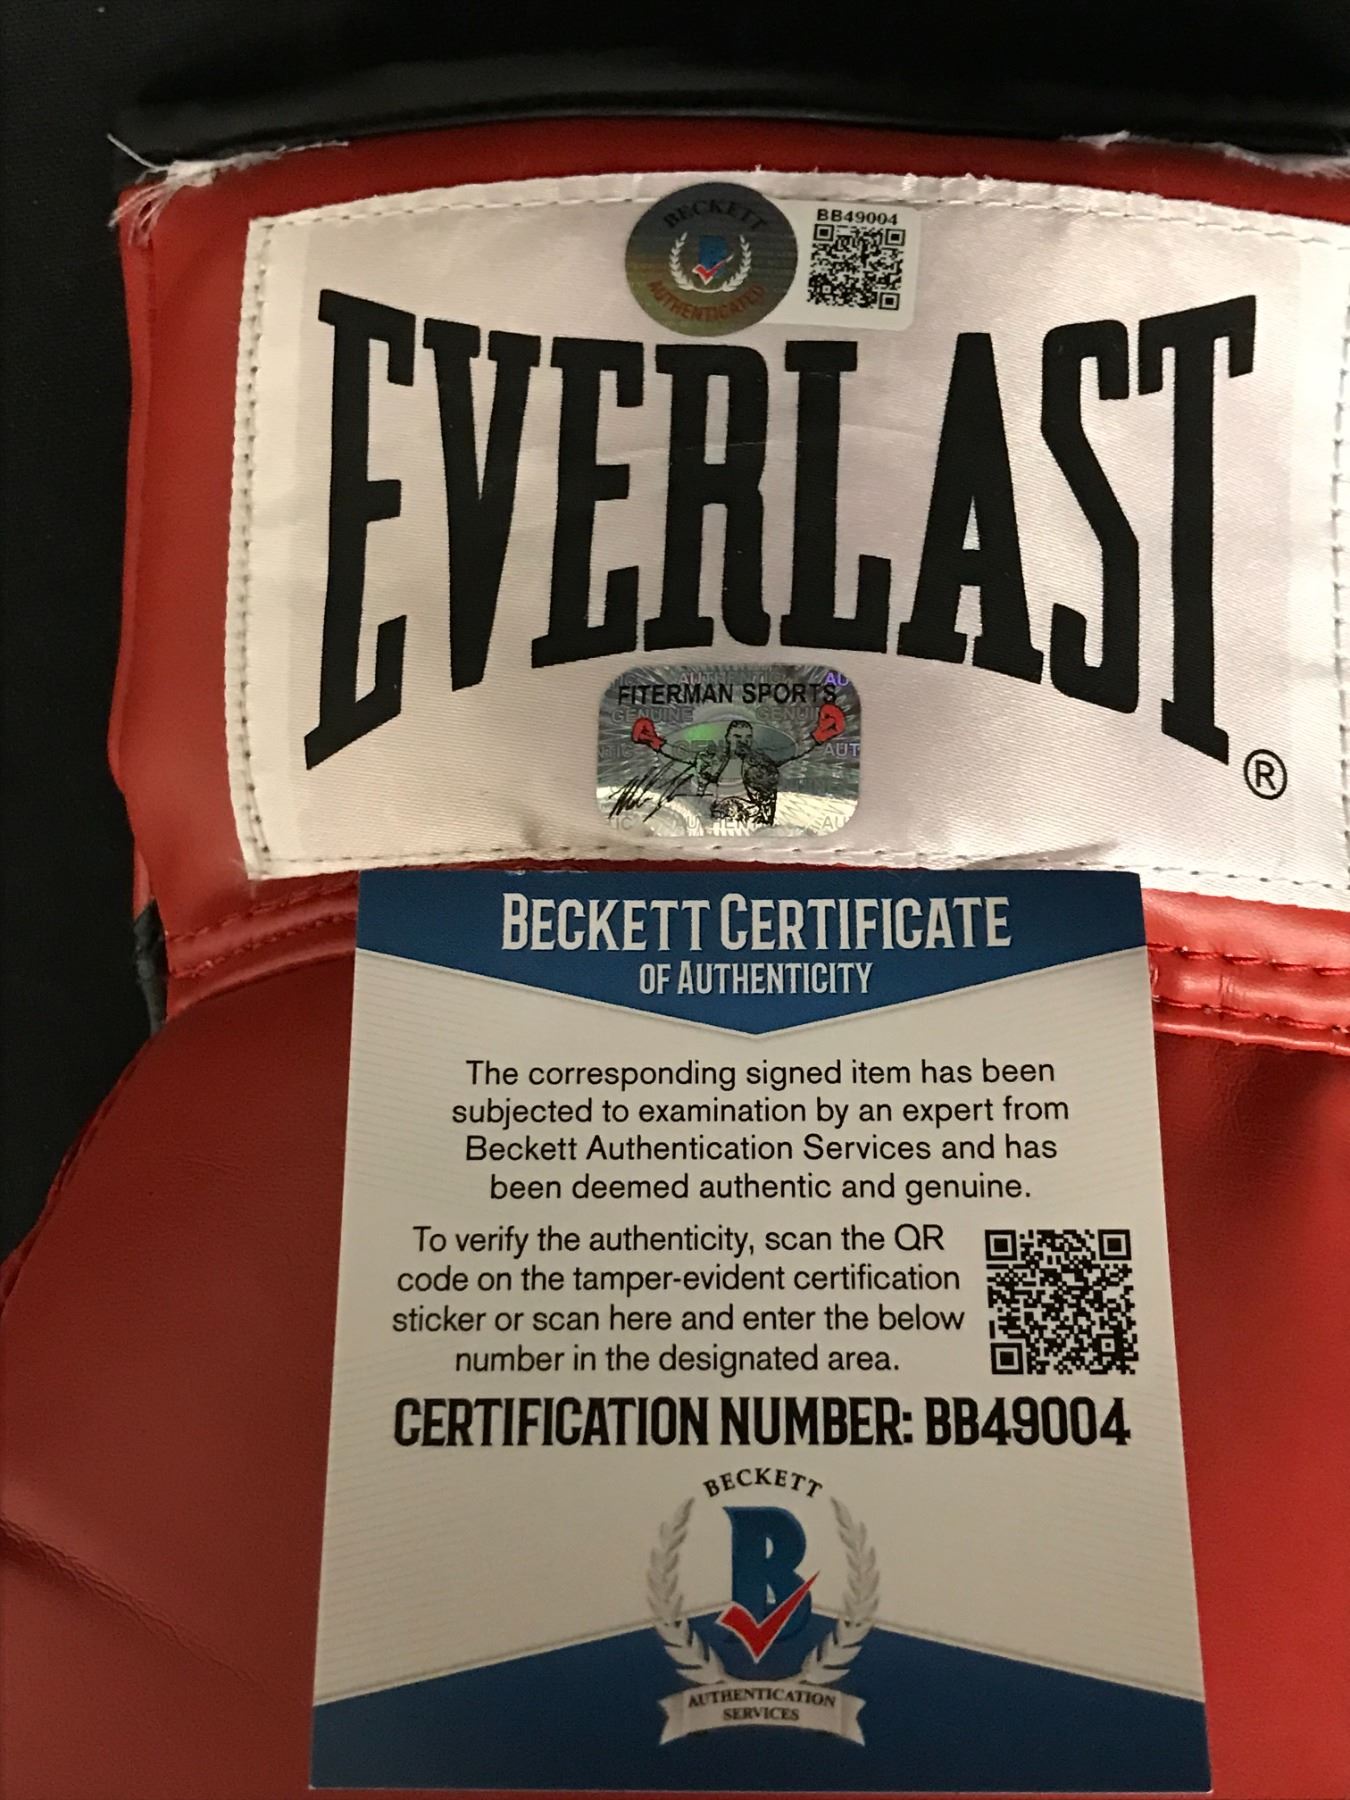 BECKETT
AUTHENTICATED
BB49004
EVERLAST
®
FITERMAN SPORTS
GENUINE
BECKETT CERTIFICATE
OF AUTHENTICITY
The corresponding signed item has been
subjected to examination by an expert from
Beckett Authentication Services and has
been deemed authentic and genuine.
To verify the authenticity, scan the QR
code on the tamper-evident certification
sticker or scan here and enter the below
number in the designated area.
CERTIFICATION NUMBER: BB49004
BECKETT
B
AUTHENTICATION
SERVICES